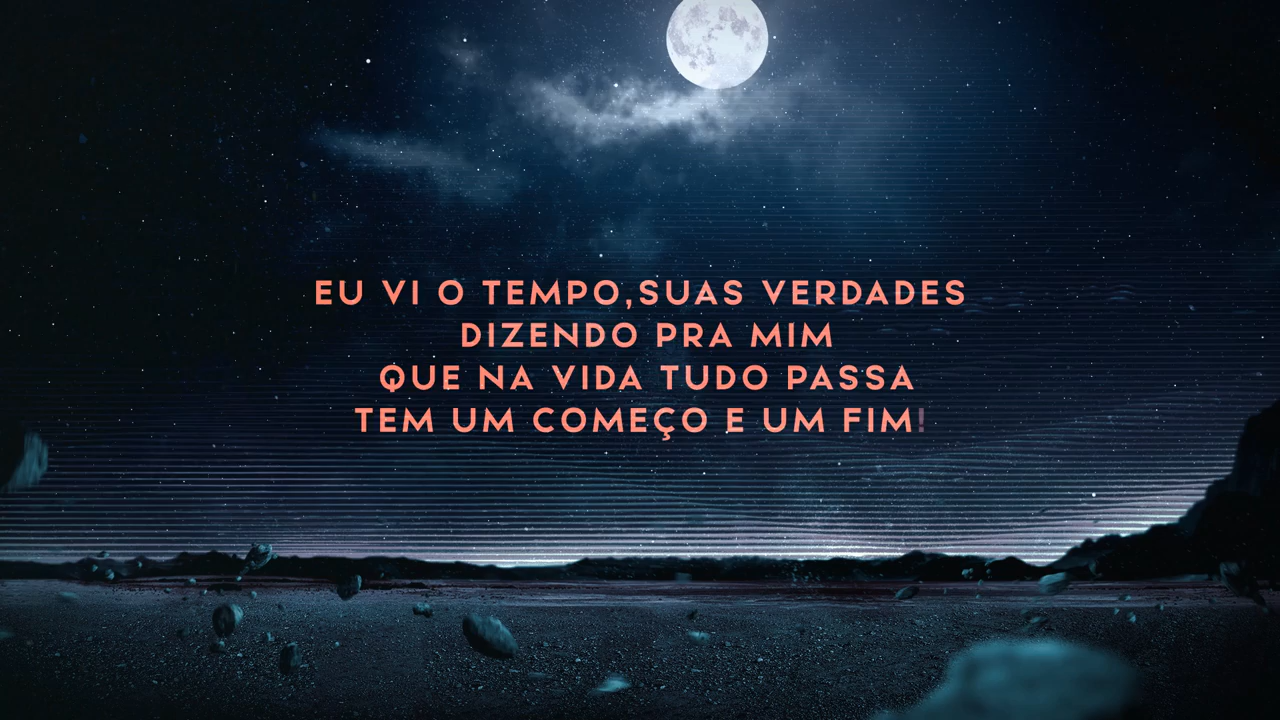 EU VI O TEMPO,SUAS VERDADES
DIZENDO PRA MIM
QUE NA VIDA TUDO PASSA
TEM UM COMEÇO E UM FIM!